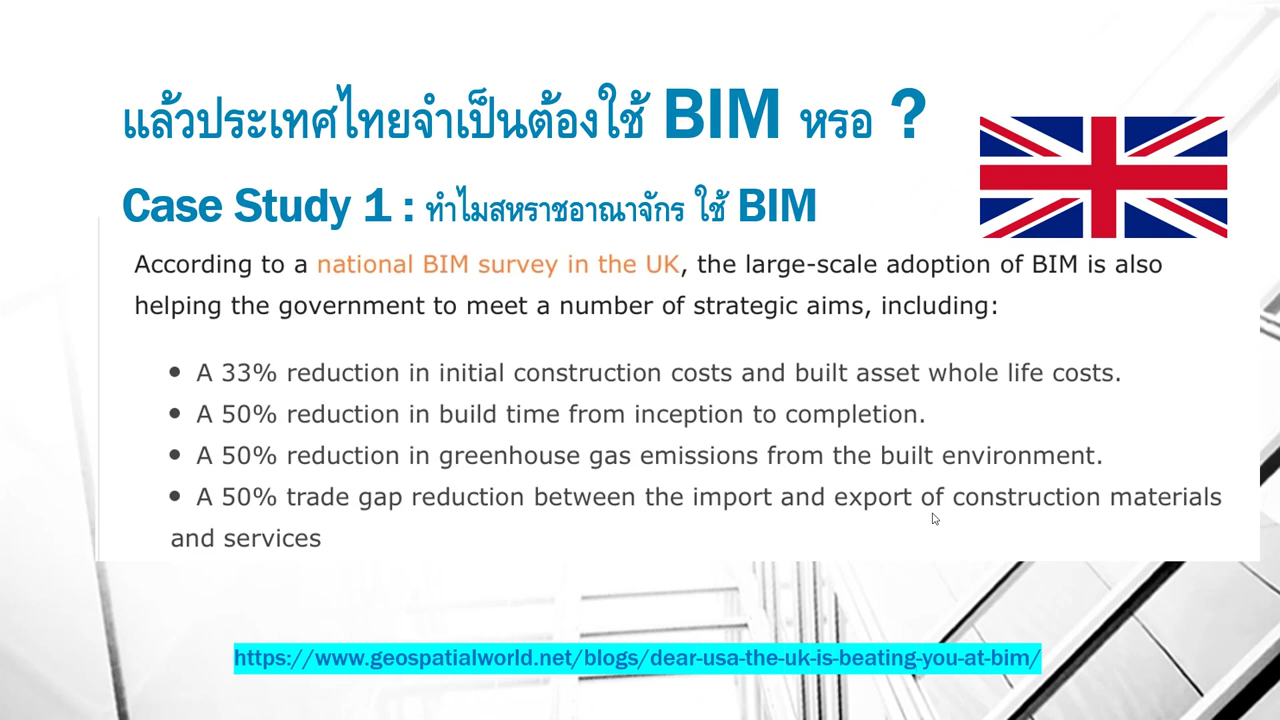 แล้วประเทศไทยจำเป็นต้องใช้ BIM หรอ ?
Case Study 1 : ทำไมสหราชอาณาจักร ใช้ BIM
According to a national BIM survey in the UK, the large-scale adoption of BIM is also
helping the government to meet a number of strategic aims, including:
• A 33% reduction in initial construction costs and built asset whole life costs.
• A 50% reduction in build time from inception to completion.
• A 50% reduction in greenhouse gas emissions from the built environment.
• A 50% trade gap reduction between the import and export of construction materials
and services
https://www.geospatialworld.net/blogs/dear-usa-the-uk-is-beating-you-at-bim/